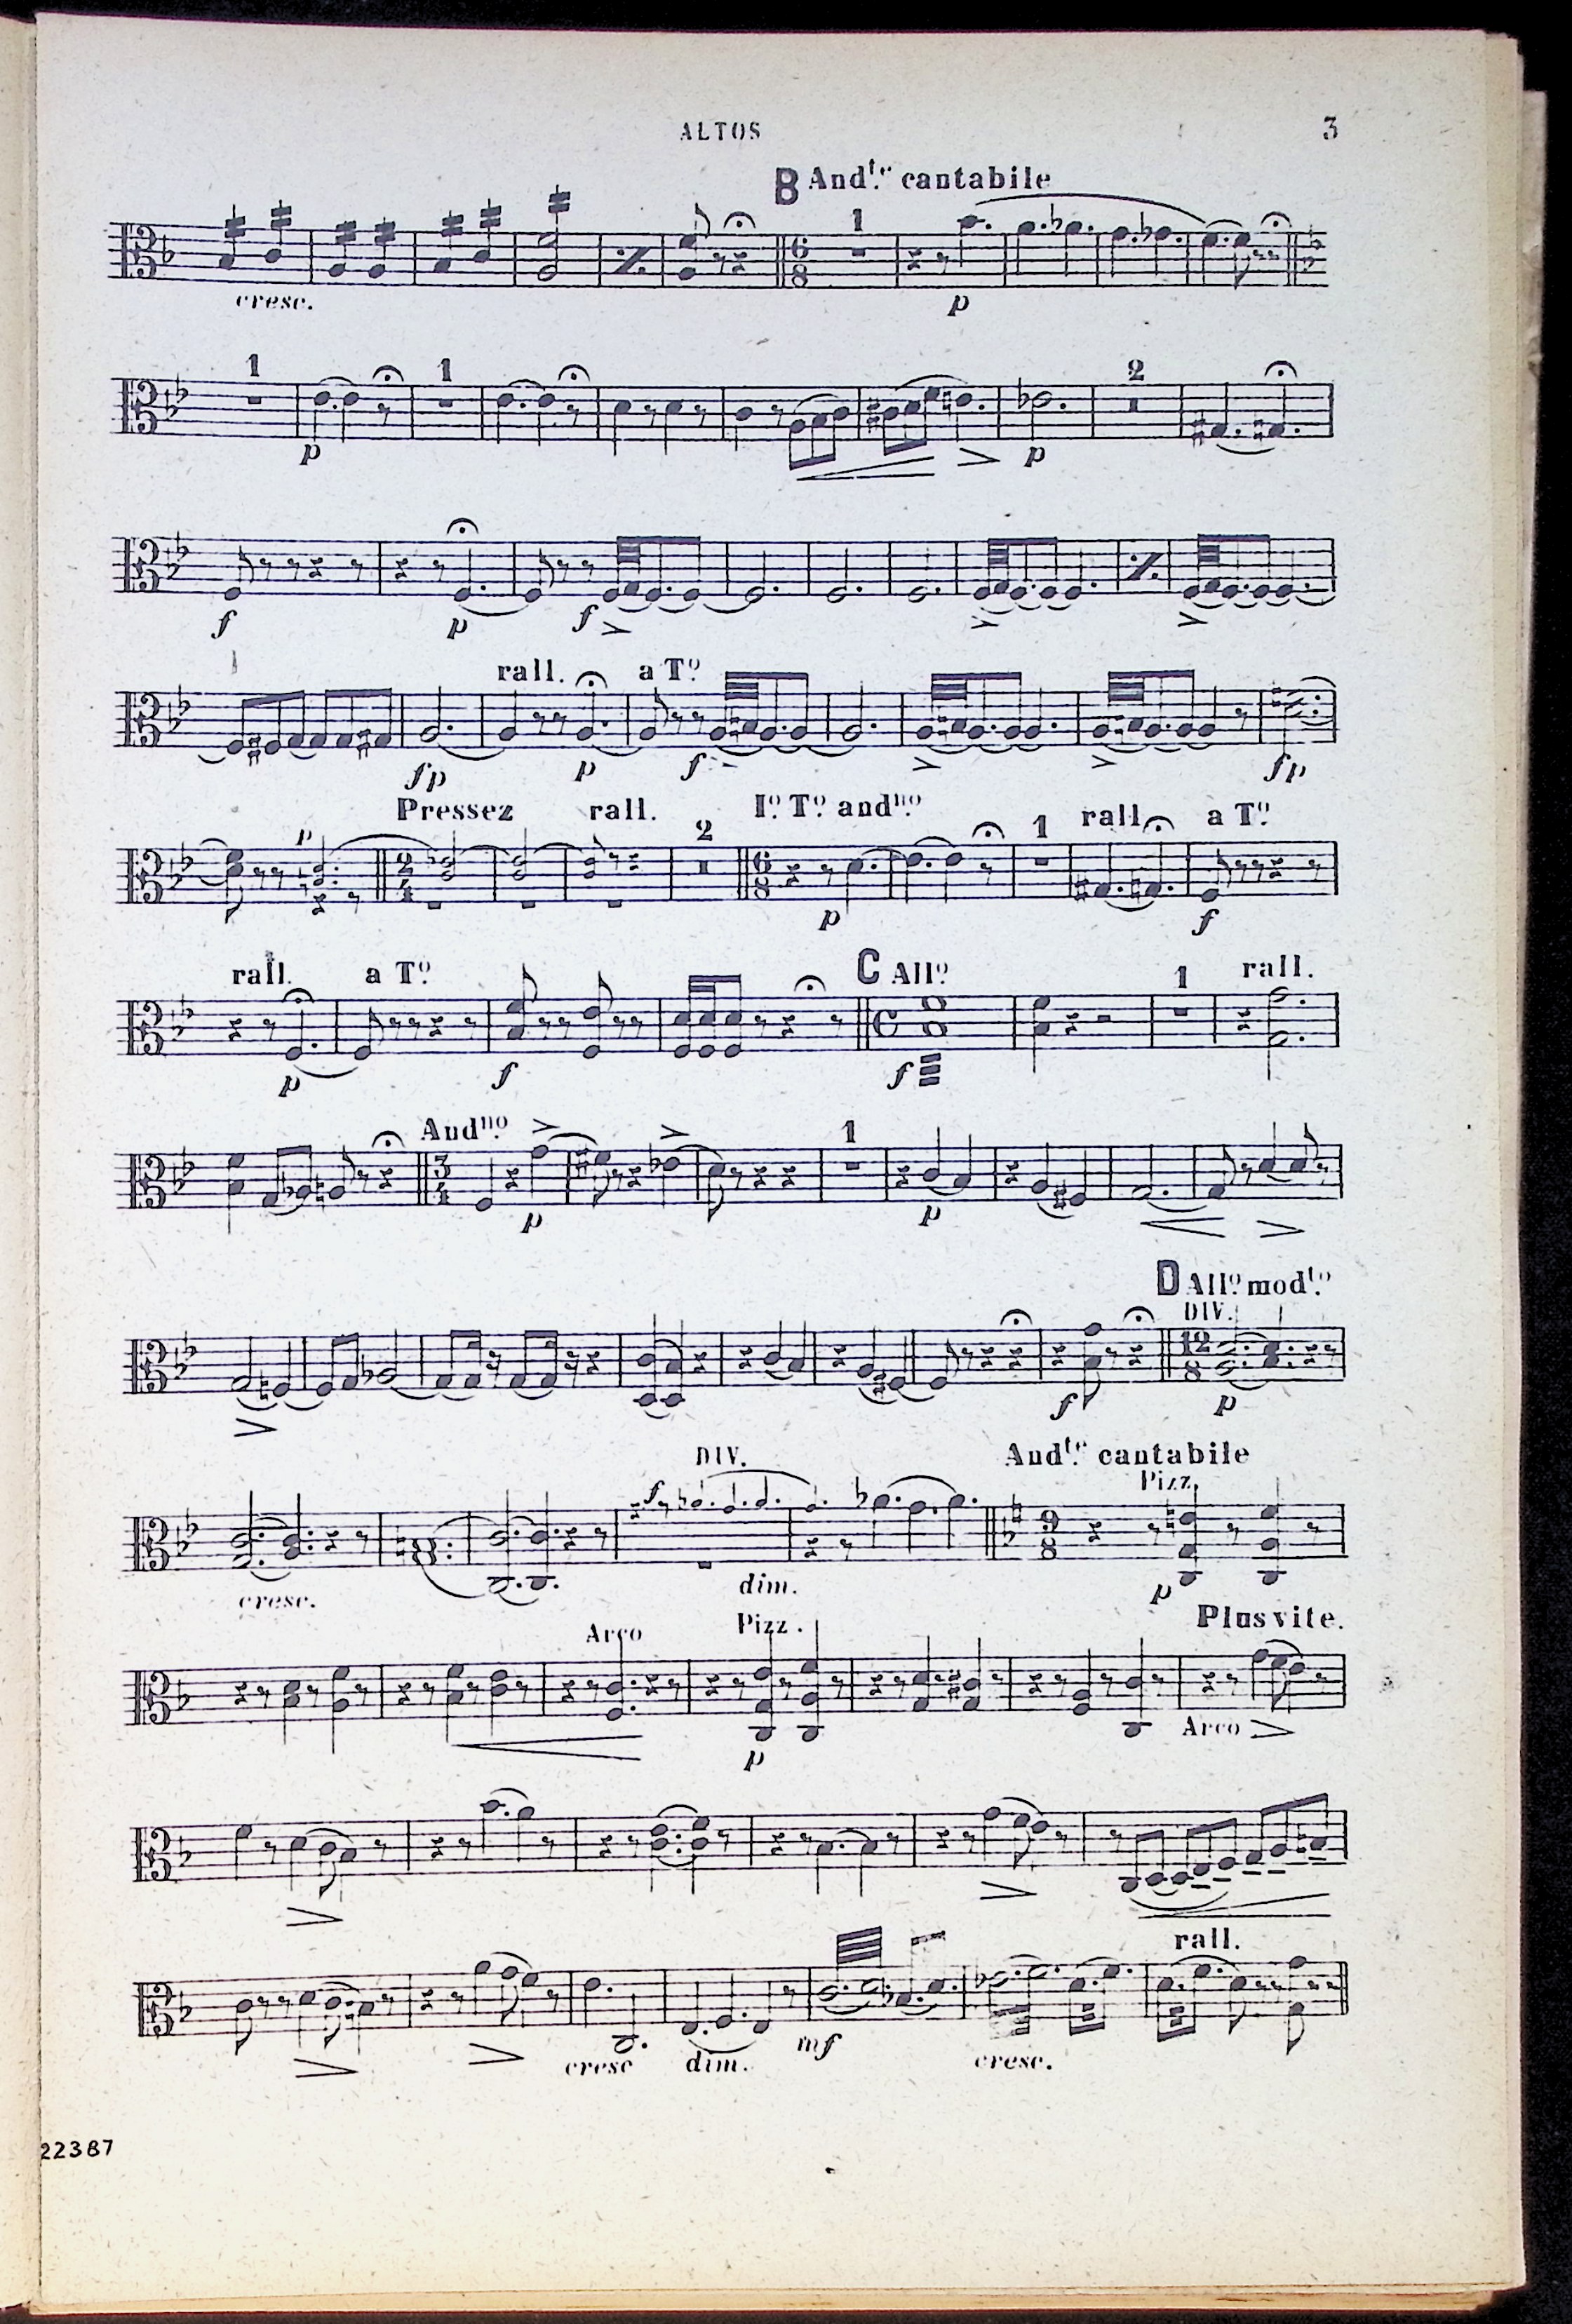 ALTOS 3
B And.te cantabile
1
cresc. p
1 1 2
p p
f p f
rall. a T.o
fp p f fp
Pressez rall. I.o T.o and.no rall. a T.o
p 2 1
p f
rall. a T.o C All.o 1 rall.
p f f
And.no 1
p p
D All.o mod.to
DIV.
f p
DIV. And.te cantabile
Pizz.
f
cresc. dim. p
Plus vite.
Arco Pizz.
p Arco
rall.
cresc dim. mf cresc.
22387